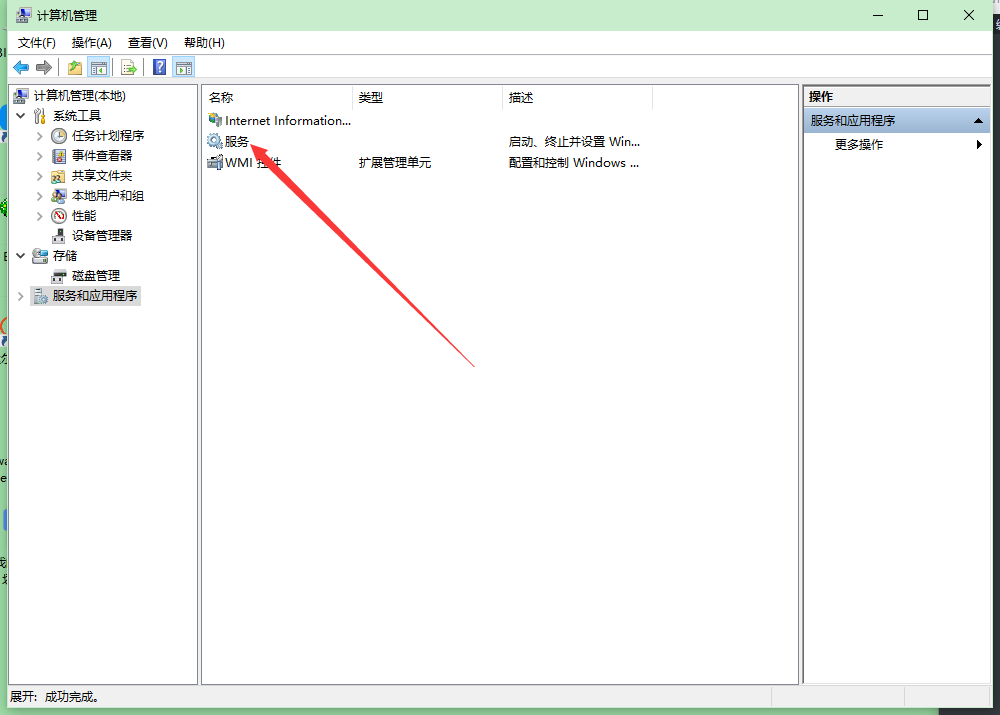 计算机管理
文件(F) 操作(A) 查看(V) 帮助(H)
计算机管理(本地)
系统工具
任务计划程序
事件查看器
共享文件夹
本地用户和组
性能
设备管理器
存储
磁盘管理
服务和应用程序
名称 类型 描述
Internet Information...
服务 启动、终止并设置 Win...
WMI 控件 扩展管理单元 配置和控制 Windows ...
操作
服务和应用程序
更多操作
展开: 成功完成。